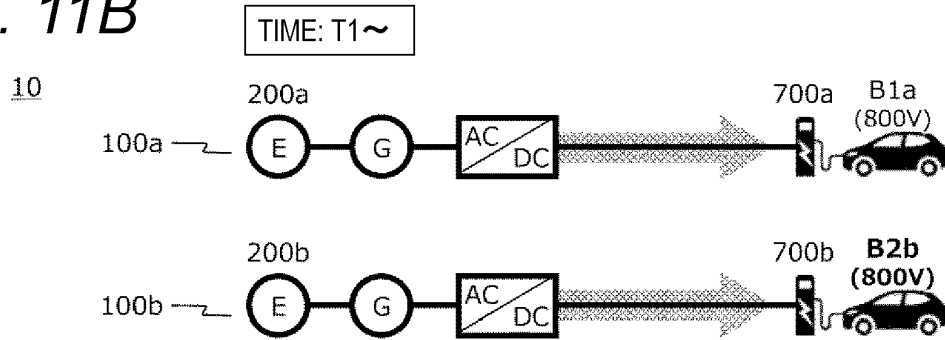 . 11B
TIME: T1~
10
200a 700a B1a
(800V)
100a E G AC
DC
200b 700b B2b
(800V)
100b E G AC
DC